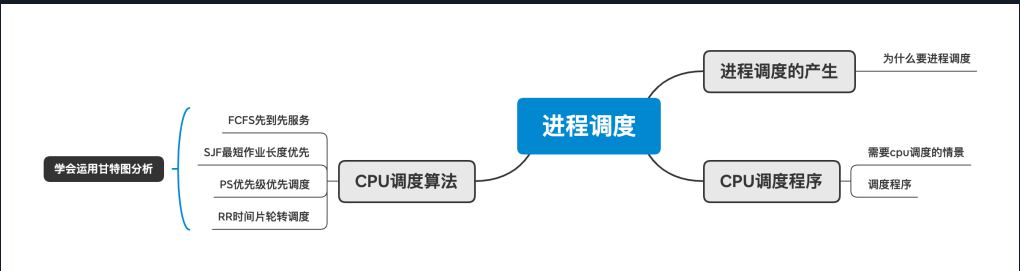 进程调度
进程调度的产生
为什么要进程调度
CPU调度程序
需要cpu调度的情景
调度程序
CPU调度算法
FCFS先到先服务
SJF最短作业长度优先
PS优先级优先调度
RR时间片轮转调度
学会运用甘特图分析